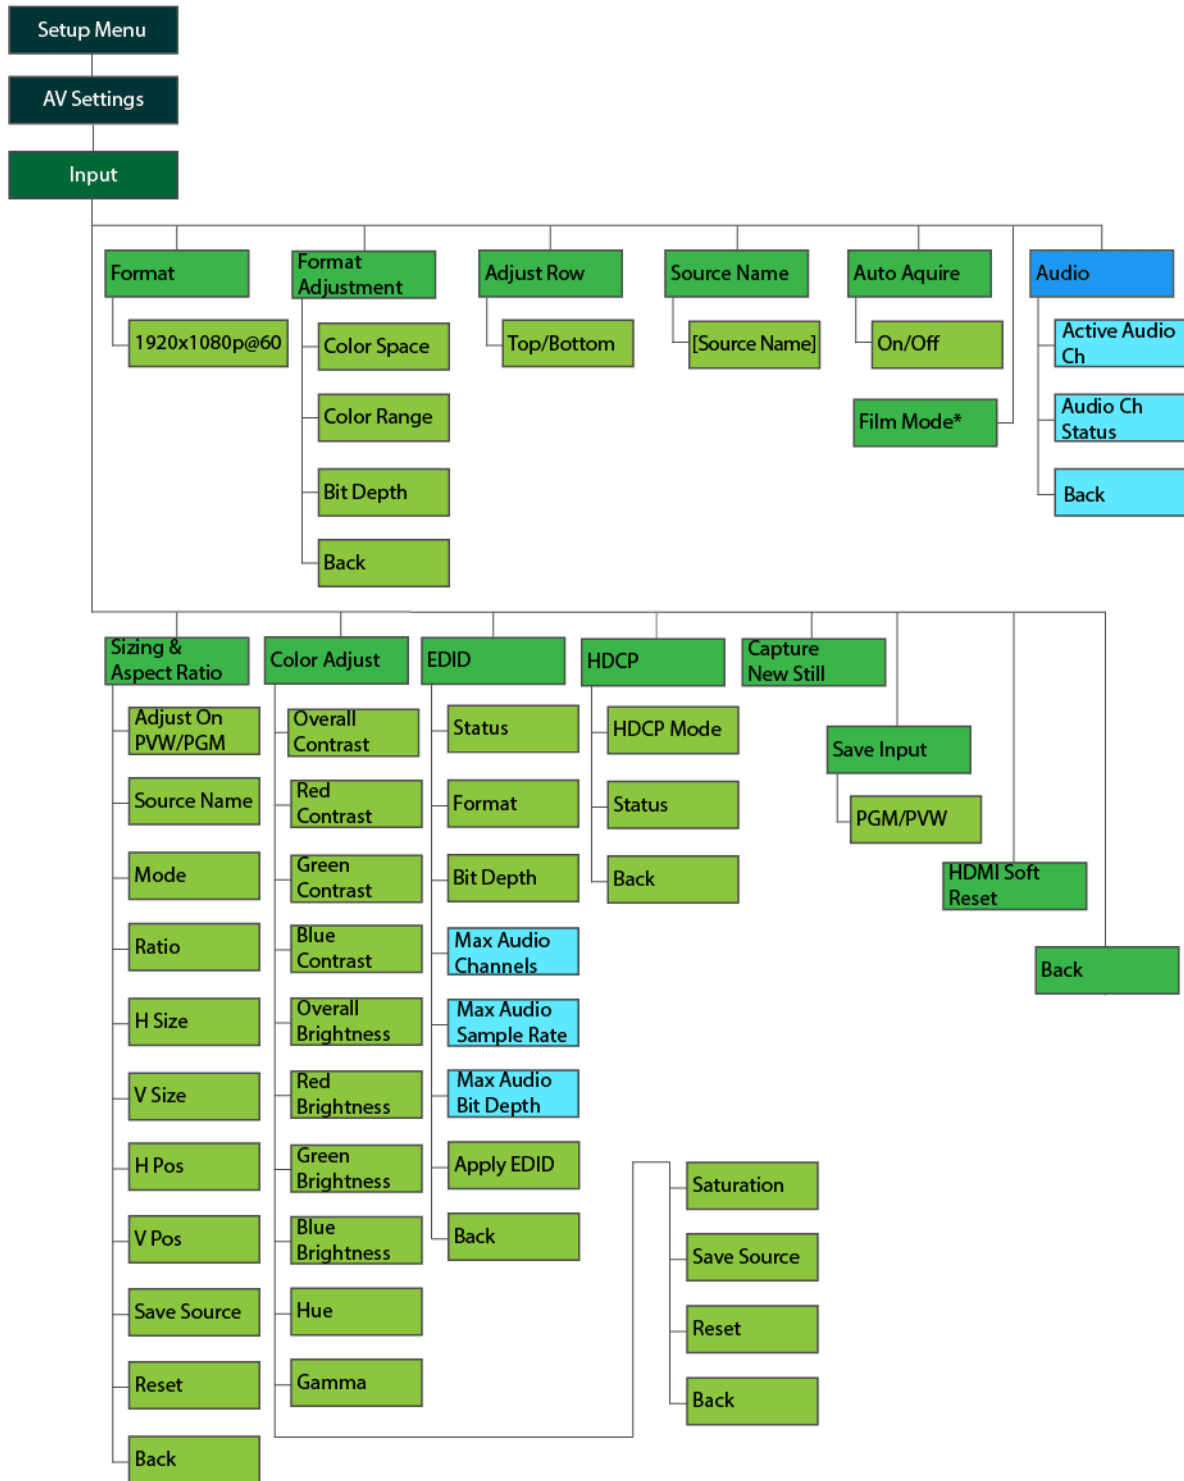 Setup Menu
AV Settings
Input
Format
1920x1080p@60
Format
Adjustment
Color Space
Color Range
Bit Depth
Back
Adjust Row
Top/Bottom
Source Name
[Source Name]
Auto Aquire
On/Off
Film Mode*
Audio
Active Audio
Ch
Audio Ch
Status
Back
Sizing &
Aspect Ratio
Adjust On
PVW/PGM
Source Name
Mode
Ratio
H Size
V Size
H Pos
V Pos
Save Source
Reset
Back
Color Adjust
Overall
Contrast
Red
Contrast
Green
Contrast
Blue
Contrast
Overall
Brightness
Red
Brightness
Green
Brightness
Blue
Brightness
Hue
Gamma
Saturation
Save Source
Reset
Back
EDID
Status
Format
Bit Depth
Max Audio
Channels
Max Audio
Sample Rate
Max Audio
Bit Depth
Apply EDID
Back
HDCP
HDCP Mode
Status
Back
Capture
New Still
Save Input
PGM/PVW
HDMI Soft
Reset
Back